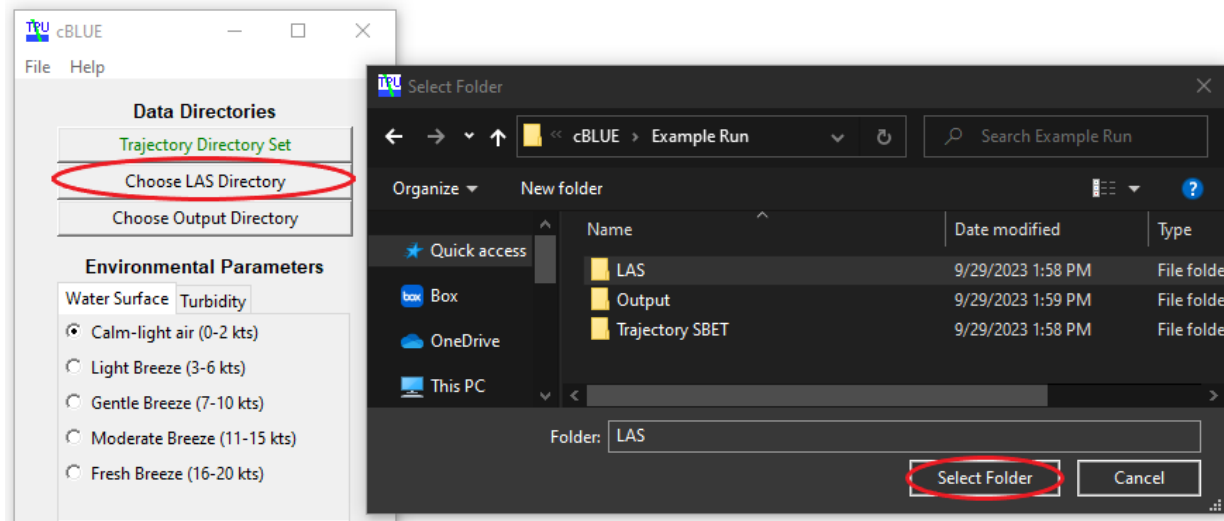 TPU cBLUE
File Help
Data Directories
Trajectory Directory Set
Choose LAS Directory
Choose Output Directory
Environmental Parameters
Water Surface Turbidity
Calm-light air (0-2 kts)
Light Breeze (3-6 kts)
Gentle Breeze (7-10 kts)
Moderate Breeze (11-15 kts)
Fresh Breeze (16-20 kts)
TPU Select Folder
« cBLUE > Example Run Search Example Run
Organize New folder ?
Name Date modified Type
Quick access
LAS 9/29/2023 1:58 PM File folde
box Box
Output 9/29/2023 1:59 PM File folde
Trajectory SBET 9/29/2023 1:58 PM File folde
OneDrive
This PC
Folder: LAS
Select Folder Cancel